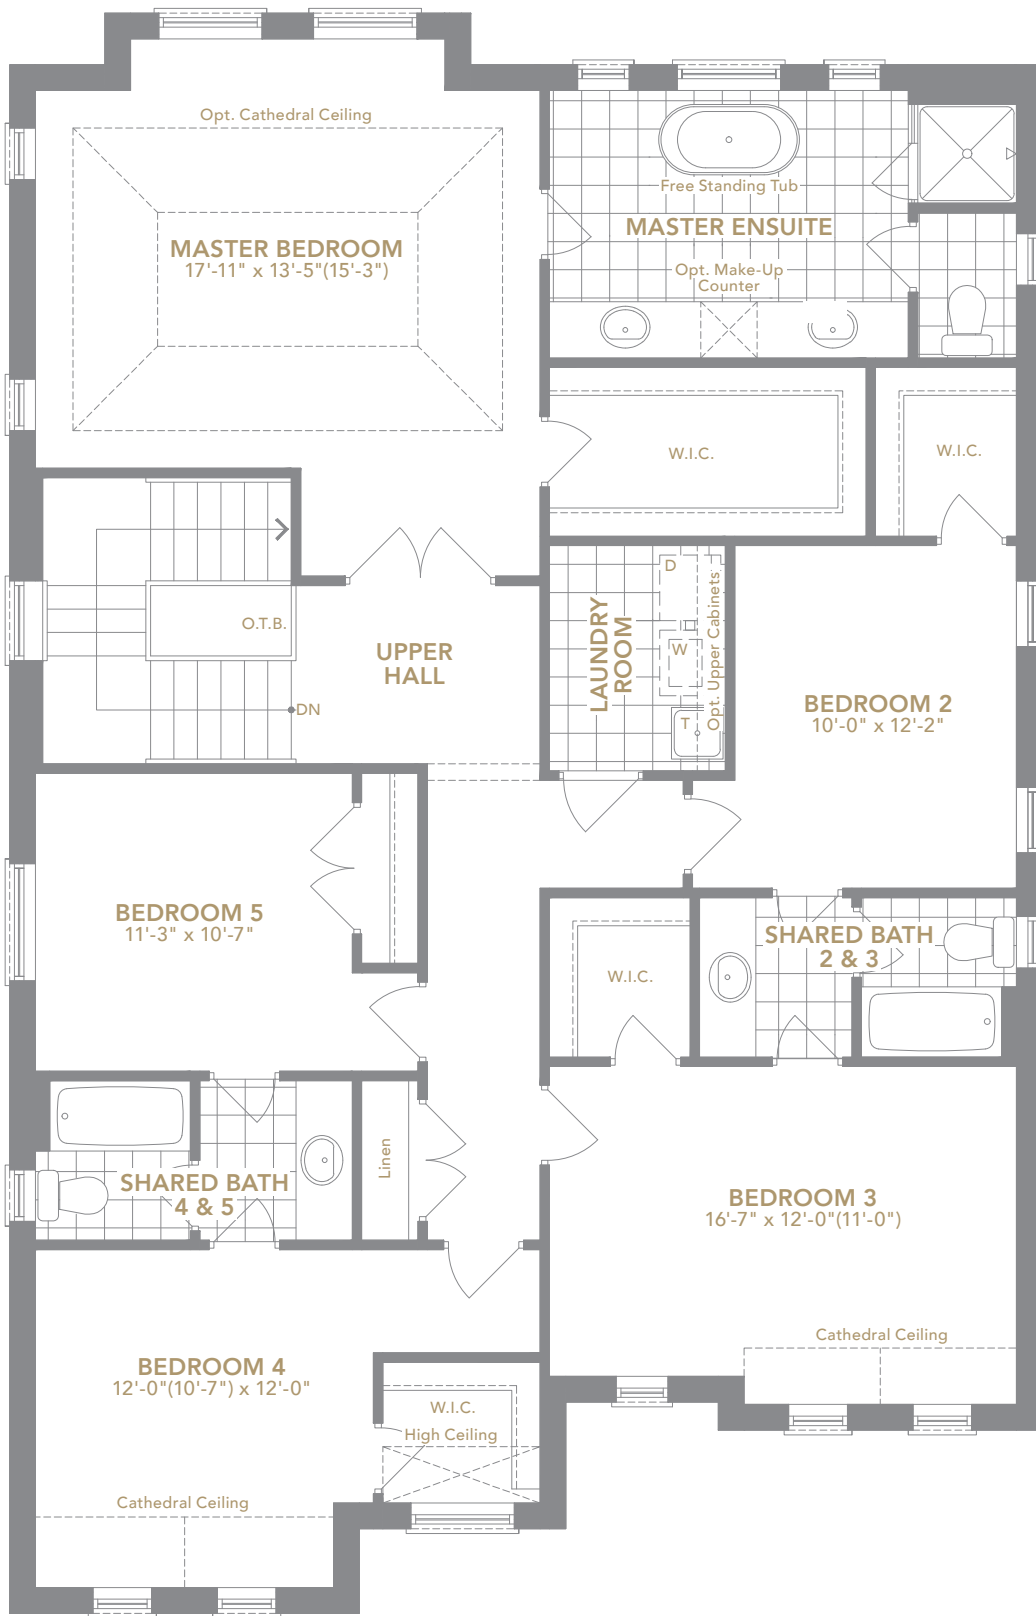 Opt. Cathedral Ceiling
MASTER BEDROOM
17'-11" x 13'-5"(15'-3")
Free Standing Tub
MASTER ENSUITE
Opt. Make-Up
Counter
W.I.C.
W.I.C.
O.T.B.
DN
UPPER
HALL
LAUNDRY
ROOM
D
W
T
Opt. Upper Cabinets
BEDROOM 2
10'-0" x 12'-2"
BEDROOM 5
11'-3" x 10'-7"
SHARED BATH
2 & 3
W.I.C.
Linen
SHARED BATH
4 & 5
BEDROOM 3
16'-7" x 12'-0"(11'-0")
Cathedral Ceiling
BEDROOM 4
12'-0"(10'-7") x 12'-0"
W.I.C.
High Ceiling
Cathedral Ceiling